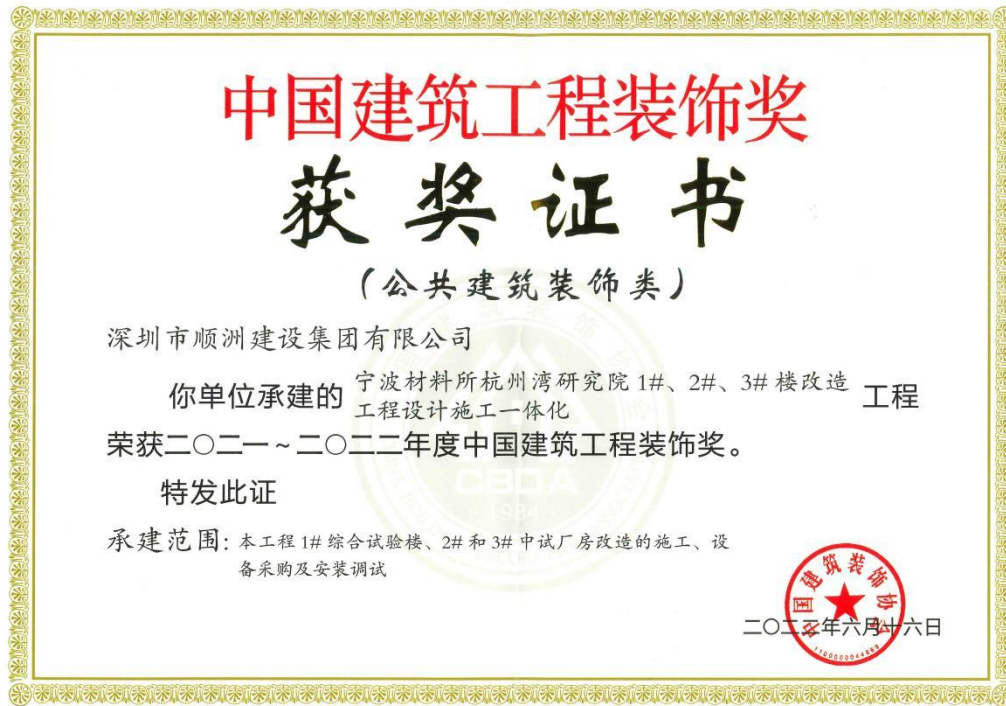 中国建筑工程装饰奖
获奖证书
（公共建筑装饰类）
深圳市顺洲建设集团有限公司
你单位承建的 宁波材料所杭州湾研究院 1#、2#、3# 楼改造
工程设计施工一体化 工程
荣获二〇二一～二〇二二年度中国建筑工程装饰奖。
特发此证
承建范围：本工程 1# 综合试验楼、2# 和 3# 中试厂房改造的施工、设
备采购及安装调试
中国建筑装饰协会
二〇二三年六月十六日
CBDA
1984